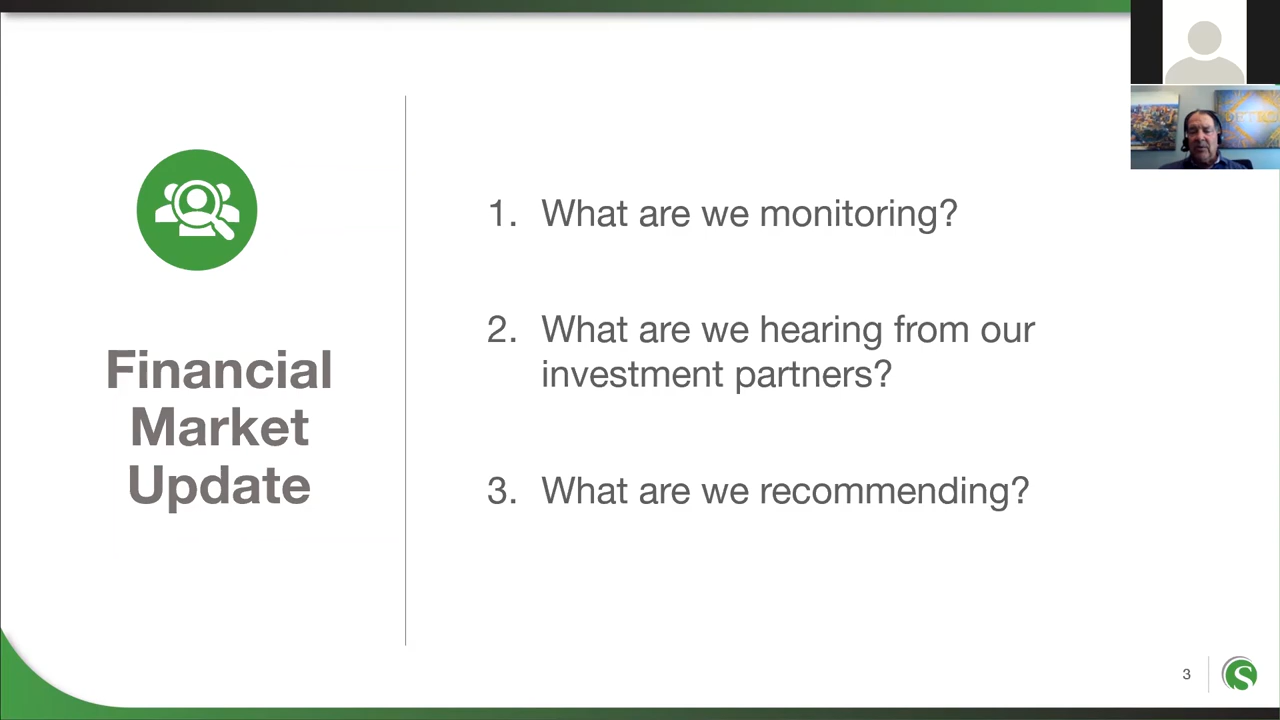 Financial
Market
Update
1. What are we monitoring?
2. What are we hearing from our
investment partners?
3. What are we recommending?
3
S